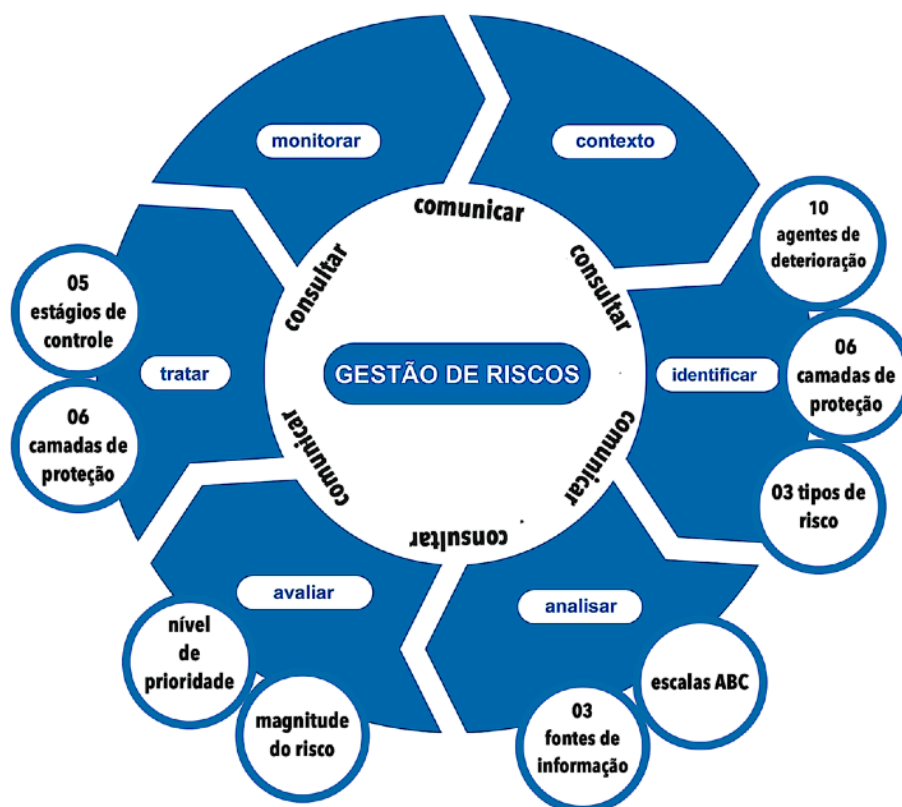 monitorar
contexto
comunicar
consultar
consultar
10
agentes de
deterioração
05
estágios de
controle
tratar
GESTÃO DE RISCOS
identificar
06
camadas de
proteção
06
camadas de
proteção
comunicar
comunicar
03 tipos de
risco
consultar
avaliar
analisar
nível
de
prioridade
escalas ABC
magnitude
do risco
03
fontes de
informação